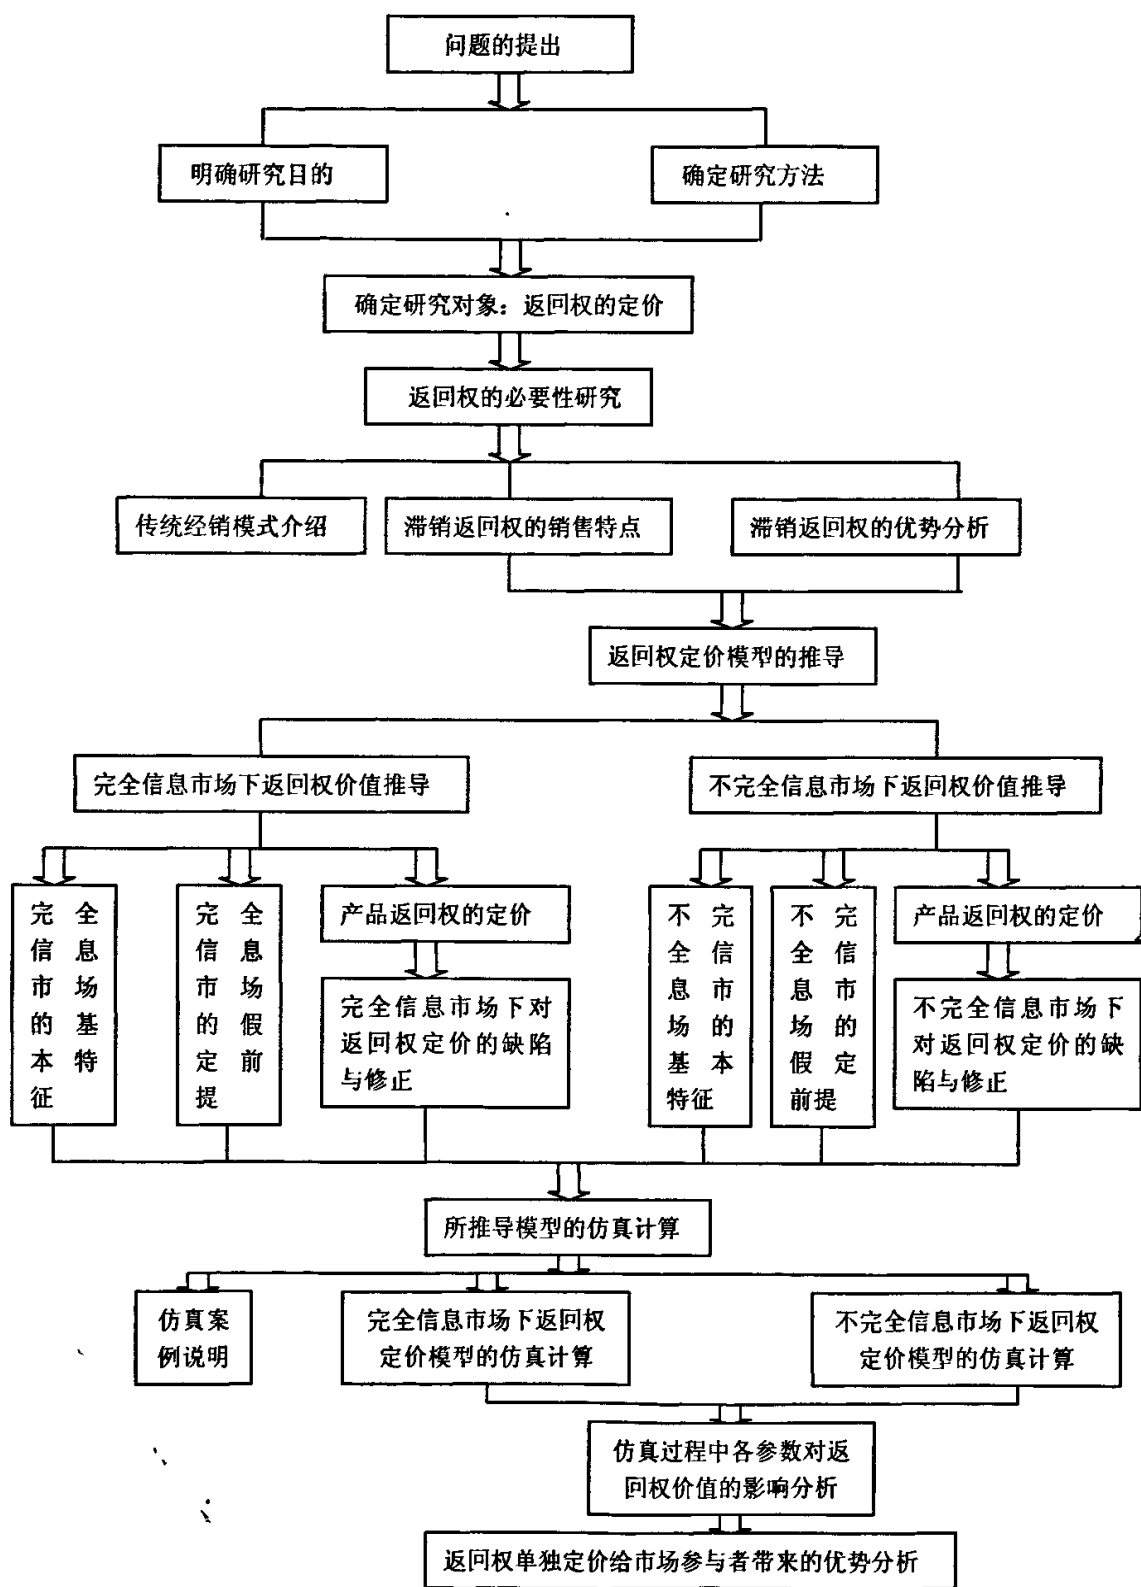 问题的提出
明确研究目的
确定研究方法
确定研究对象：返回权的定价
返回权的必要性研究
传统经销模式介绍
滞销返回权的销售特点
滞销返回权的优势分析
返回权定价模型的推导
完全信息市场下返回权价值推导
不完全信息市场下返回权价值推导
完全
信息
市场
的基
本特
征
完全
信息
市场
的假
定前
提
产品返回权的定价
完全信息市场下对
返回权定价的缺陷
与修正
不完
全信
息市
场的
基本
特征
不完
全信
息市
场的
假定
前提
产品返回权的定价
不完全信息市场下
对返回权定价的缺
陷与修正
所推导模型的仿真计算
仿真案
例说明
完全信息市场下返回权
定价模型的仿真计算
不完全信息市场下返回权
定价模型的仿真计算
仿真过程中各参数对返
回权价值的影响分析
返回权单独定价给市场参与者带来的优势分析